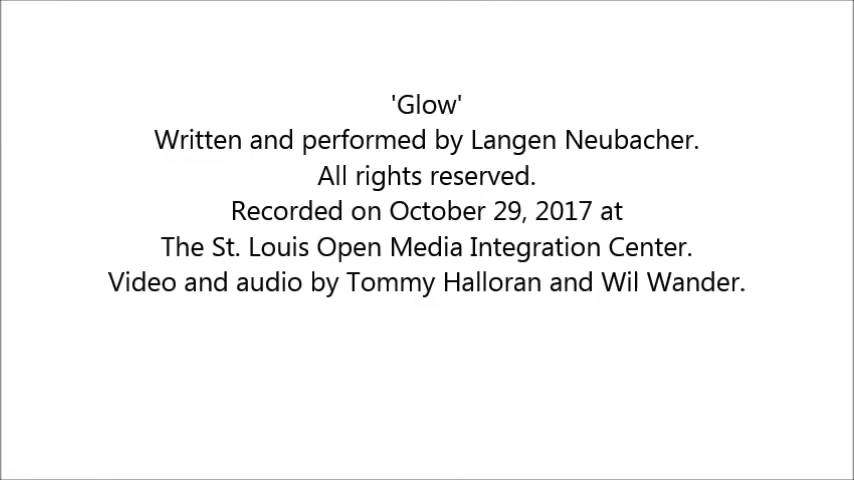 'Glow'
Written and performed by Langen Neubacher.
All rights reserved.
Recorded on October 29, 2017 at
The St. Louis Open Media Integration Center.
Video and audio by Tommy Halloran and Wil Wander.